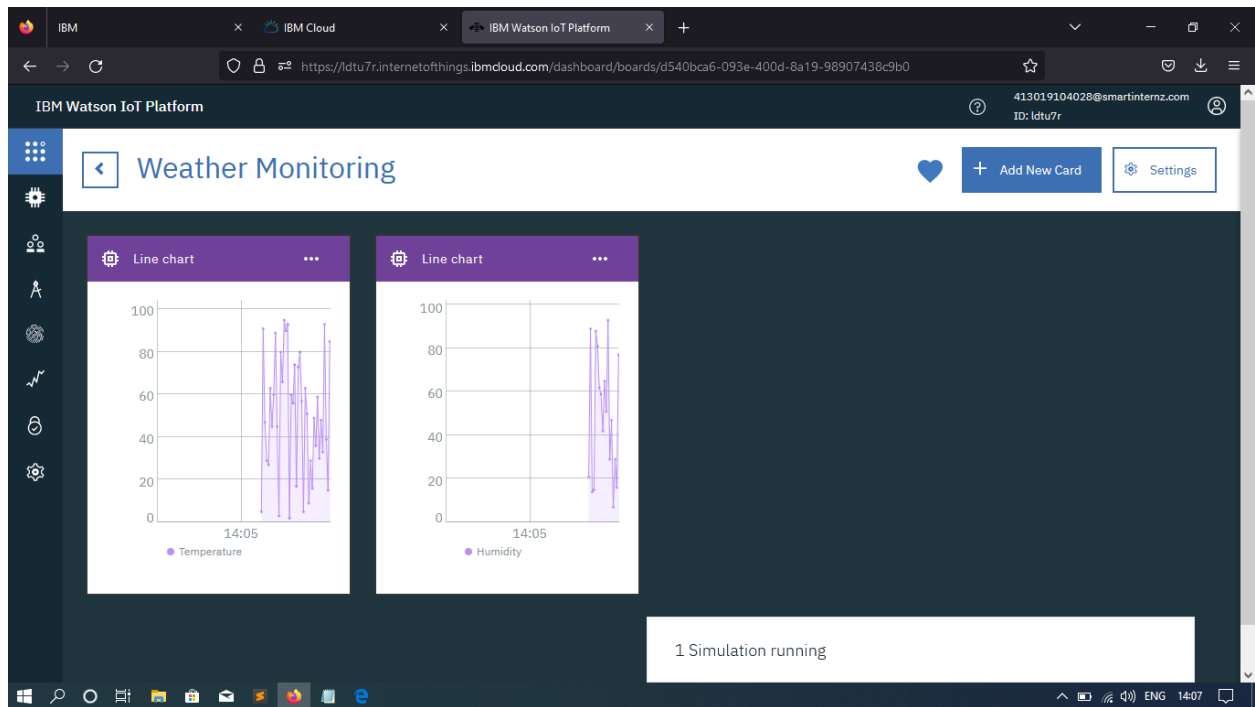 IBM
IBM Cloud
IBM Watson IoT Platform
https://ldtu7r.internetofthings.ibmcloud.com/dashboard/boards/d540bca6-093e-400d-8a19-98907438c9b0
IBM Watson IoT Platform
413019104028@smartinternz.com
ID: ldtu7r
Weather Monitoring
Add New Card
Settings
Line chart
100
80
60
40
20
0
14:05
Temperature
Line chart
100
80
60
40
20
0
14:05
Humidity
1 Simulation running
ENG 14:07